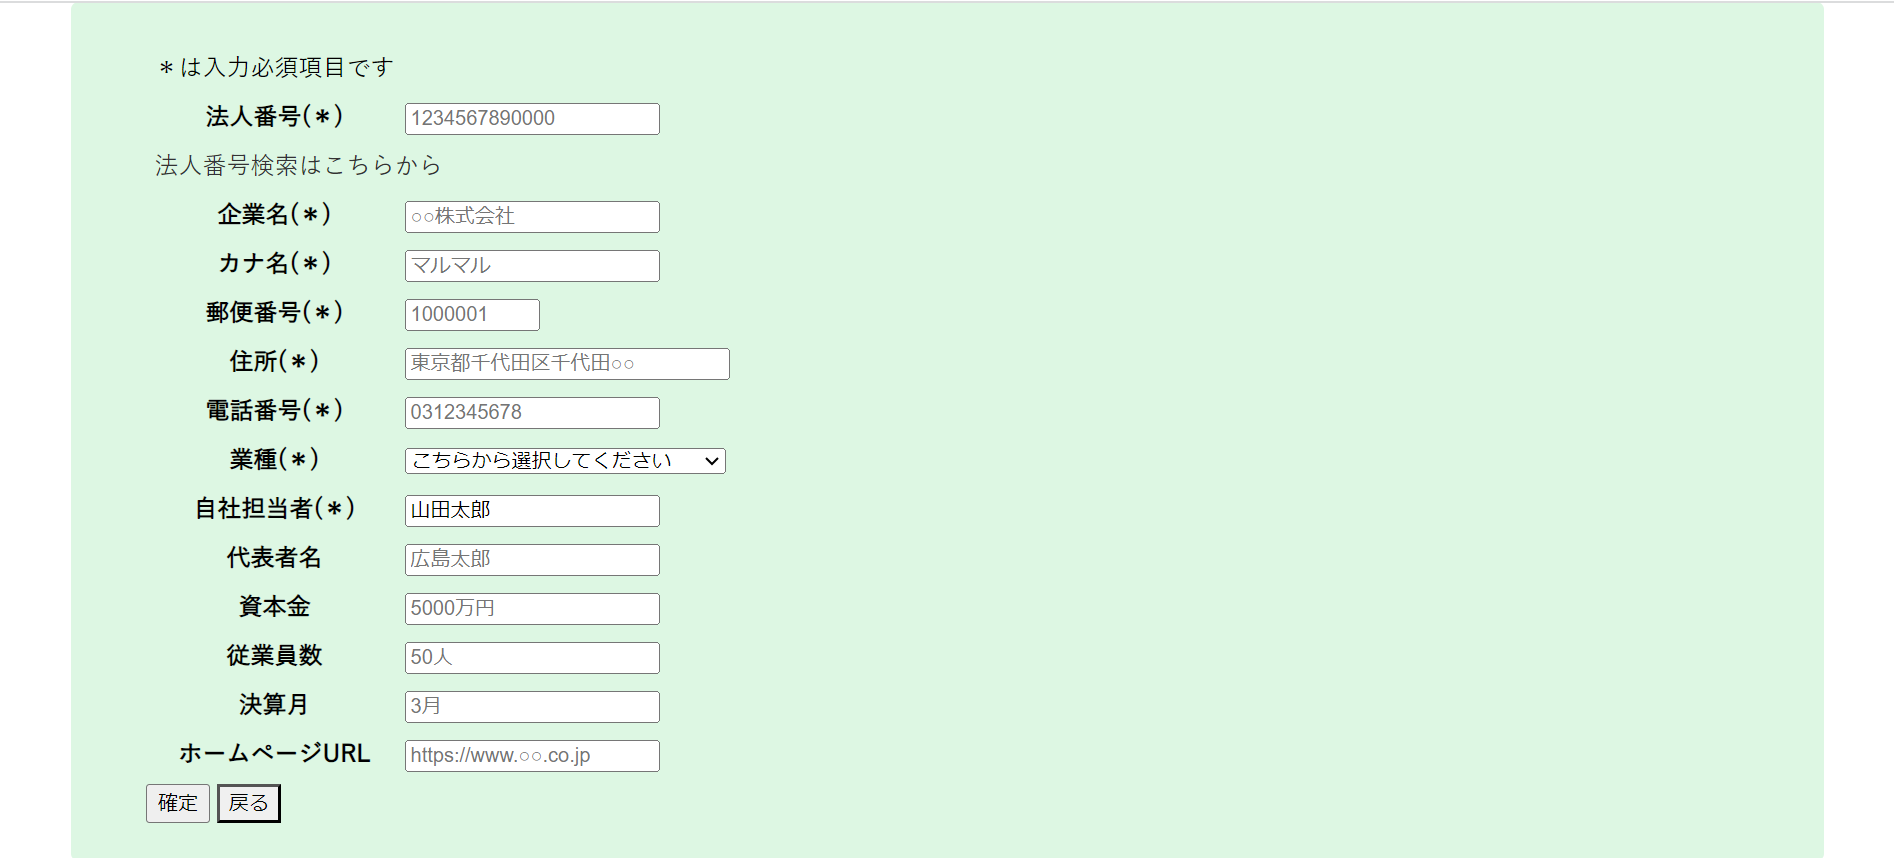 ＊は入力必須項目です
法人番号(＊) 1234567890000
法人番号検索はこちらから
企業名(＊) ○○株式会社
カナ名(＊) マルマル
郵便番号(＊) 1000001
住所(＊) 東京都千代田区千代田○○
電話番号(＊) 0312345678
業種(＊) こちらから選択してください
自社担当者(＊) 山田太郎
代表者名 広島太郎
資本金 5000万円
従業員数 50人
決算月 3月
ホームページURL https://www.○○.co.jp
確定 戻る